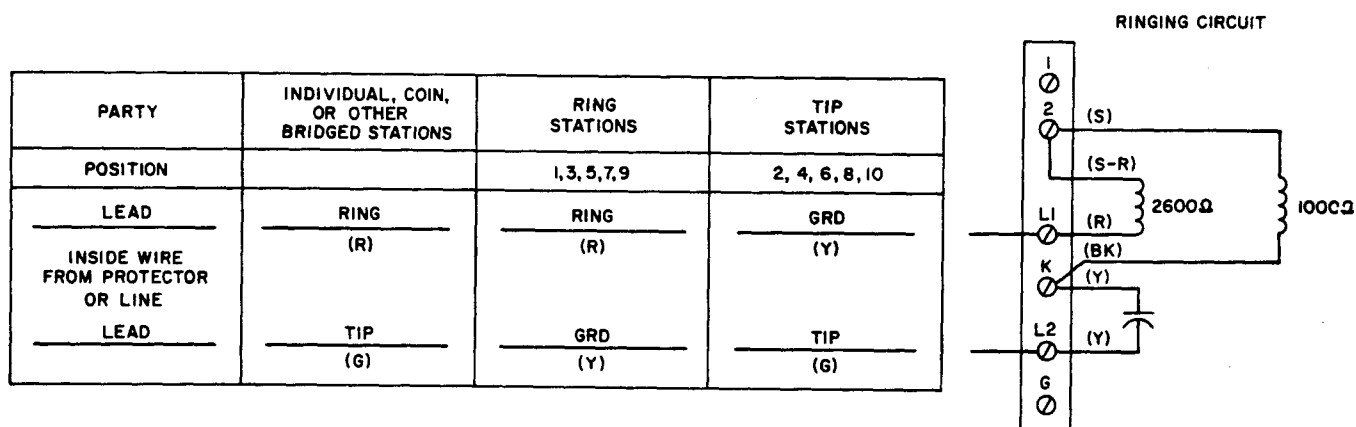 RINGING CIRCUIT
PARTY
INDIVIDUAL, COIN,
OR OTHER
BRIDGED STATIONS
RING
STATIONS
TIP
STATIONS
POSITION
1,3,5,7,9
2, 4, 6, 8, 10
LEAD
RING
(R)
RING
(R)
GRD
(Y)
INSIDE WIRE
FROM PROTECTOR
OR LINE
LEAD
TIP
(G)
GRD
(Y)
TIP
(G)
1
2
(S)
(S-R)
2600Ω
1000Ω
L1
(R)
(BK)
K
(Y)
L2
(Y)
G